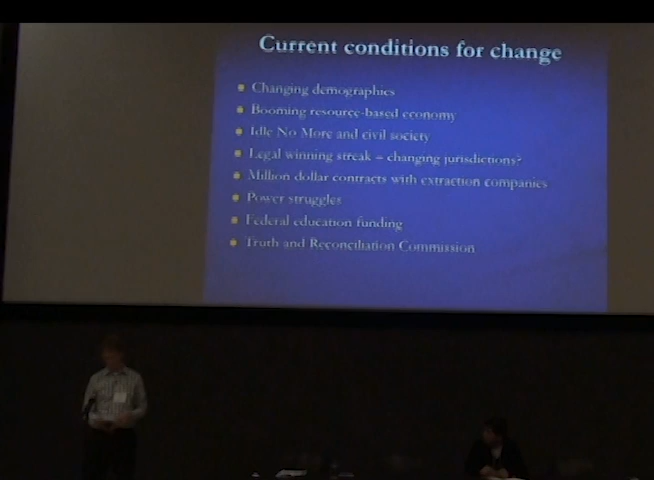 Current conditions for change
Changing demographics
Booming resource-based economy
Idle No More and civil society
Legal winning streak – changing jurisdictions?
Million dollar contracts with extraction companies
Power struggles
Federal education funding
Truth and Reconciliation Commission